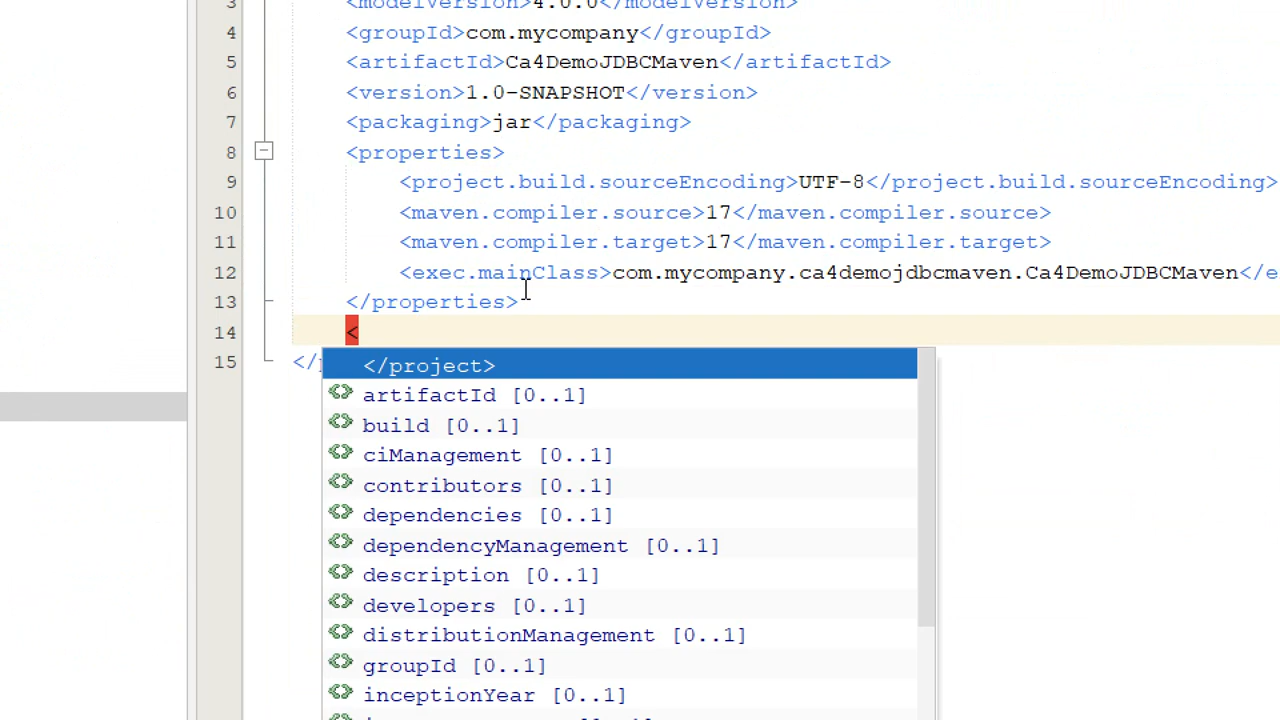 3 <modelVersion>4.0.0</modelVersion>
4 <groupId>com.mycompany</groupId>
5 <artifactId>Ca4DemoJDBCMaven</artifactId>
6 <version>1.0-SNAPSHOT</version>
7 <packaging>jar</packaging>
8 <properties>
9 <project.build.sourceEncoding>UTF-8</project.build.sourceEncoding>
10 <maven.compiler.source>17</maven.compiler.source>
11 <maven.compiler.target>17</maven.compiler.target>
12 <exec.mainClass>com.mycompany.ca4demojdbcmaven.Ca4DemoJDBCMaven</e
13 </properties>
14 <
15 </
</project>
artifactId [0..1]
build [0..1]
ciManagement [0..1]
contributors [0..1]
dependencies [0..1]
dependencyManagement [0..1]
description [0..1]
developers [0..1]
distributionManagement [0..1]
groupId [0..1]
inceptionYear [0..1]